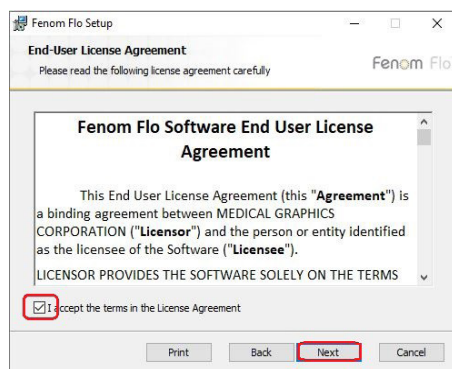 Fenom Flo Setup
End-User License Agreement
Please read the following license agreement carefully
Fenom Flo
Fenom Flo Software End User License
Agreement
This End User License Agreement (this "Agreement") is
a binding agreement between MEDICAL GRAPHICS
CORPORATION ("Licensor") and the person or entity identified
as the licensee of the Software ("Licensee").
LICENSOR PROVIDES THE SOFTWARE SOLELY ON THE TERMS
I accept the terms in the License Agreement
Print Back Next Cancel